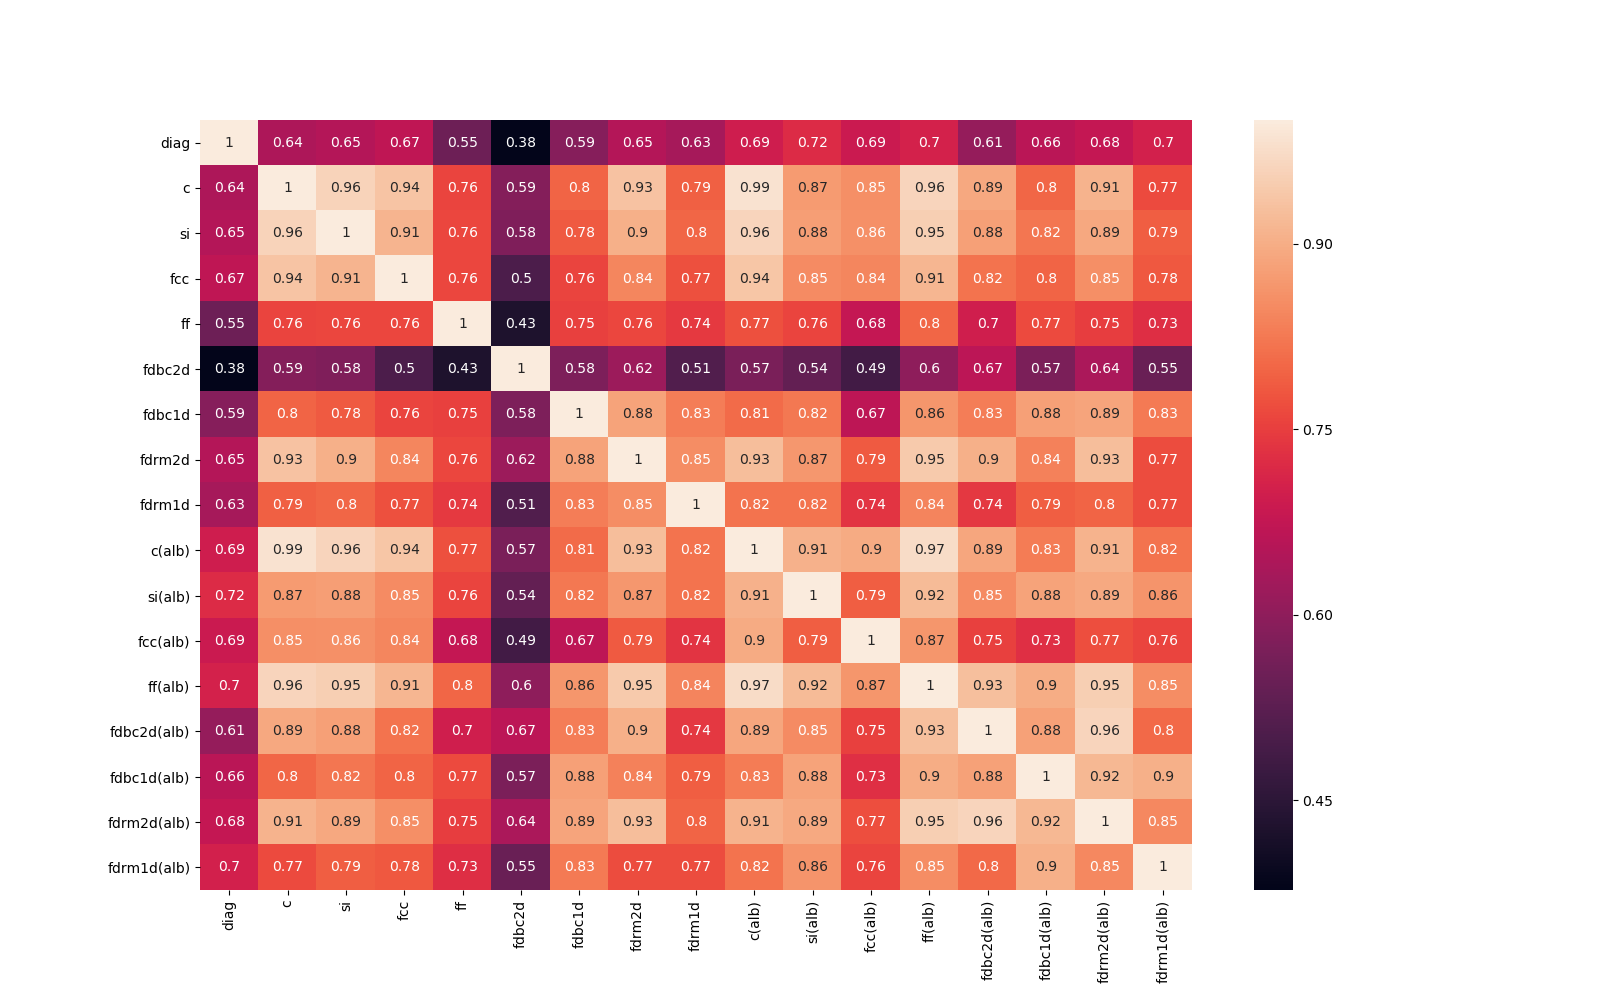 diag 1 0.64 0.65 0.67 0.55 0.38 0.59 0.65 0.63 0.69 0.72 0.69 0.7 0.61 0.66 0.68 0.7
c 0.64 1 0.96 0.94 0.76 0.59 0.8 0.93 0.79 0.99 0.87 0.85 0.96 0.89 0.8 0.91 0.77
si 0.65 0.96 1 0.91 0.76 0.58 0.78 0.9 0.8 0.96 0.88 0.86 0.95 0.88 0.82 0.89 0.79
0.90
fcc 0.67 0.94 0.91 1 0.76 0.5 0.76 0.84 0.77 0.94 0.85 0.84 0.91 0.82 0.8 0.85 0.78
ff 0.55 0.76 0.76 0.76 1 0.43 0.75 0.76 0.74 0.77 0.76 0.68 0.8 0.7 0.77 0.75 0.73
fdbc2d 0.38 0.59 0.58 0.5 0.43 1 0.58 0.62 0.51 0.57 0.54 0.49 0.6 0.67 0.57 0.64 0.55
fdbc1d 0.59 0.8 0.78 0.76 0.75 0.58 1 0.88 0.83 0.81 0.82 0.67 0.86 0.83 0.88 0.89 0.83
0.75
fdrm2d 0.65 0.93 0.9 0.84 0.76 0.62 0.88 1 0.85 0.93 0.87 0.79 0.95 0.9 0.84 0.93 0.77
fdrm1d 0.63 0.79 0.8 0.77 0.74 0.51 0.83 0.85 1 0.82 0.82 0.74 0.84 0.74 0.79 0.8 0.77
c(alb) 0.69 0.99 0.96 0.94 0.77 0.57 0.81 0.93 0.82 1 0.91 0.9 0.97 0.89 0.83 0.91 0.82
si(alb) 0.72 0.87 0.88 0.85 0.76 0.54 0.82 0.87 0.82 0.91 1 0.79 0.92 0.85 0.88 0.89 0.86
0.60
fcc(alb) 0.69 0.85 0.86 0.84 0.68 0.49 0.67 0.79 0.74 0.9 0.79 1 0.87 0.75 0.73 0.77 0.76
ff(alb) 0.7 0.96 0.95 0.91 0.8 0.6 0.86 0.95 0.84 0.97 0.92 0.87 1 0.93 0.9 0.95 0.85
fdbc2d(alb) 0.61 0.89 0.88 0.82 0.7 0.67 0.83 0.9 0.74 0.89 0.85 0.75 0.93 1 0.88 0.96 0.8
fdbc1d(alb) 0.66 0.8 0.82 0.8 0.77 0.57 0.88 0.84 0.79 0.83 0.88 0.73 0.9 0.88 1 0.92 0.9
0.45
fdrm2d(alb) 0.68 0.91 0.89 0.85 0.75 0.64 0.89 0.93 0.8 0.91 0.89 0.77 0.95 0.96 0.92 1 0.85
fdrm1d(alb) 0.7 0.77 0.79 0.78 0.73 0.55 0.83 0.77 0.77 0.82 0.86 0.76 0.85 0.8 0.9 0.85 1
diag c si fcc ff fdbc2d fdbc1d fdrm2d fdrm1d c(alb) si(alb) fcc(alb) ff(alb) fdbc2d(alb) fdbc1d(alb) fdrm2d(alb) fdrm1d(alb)